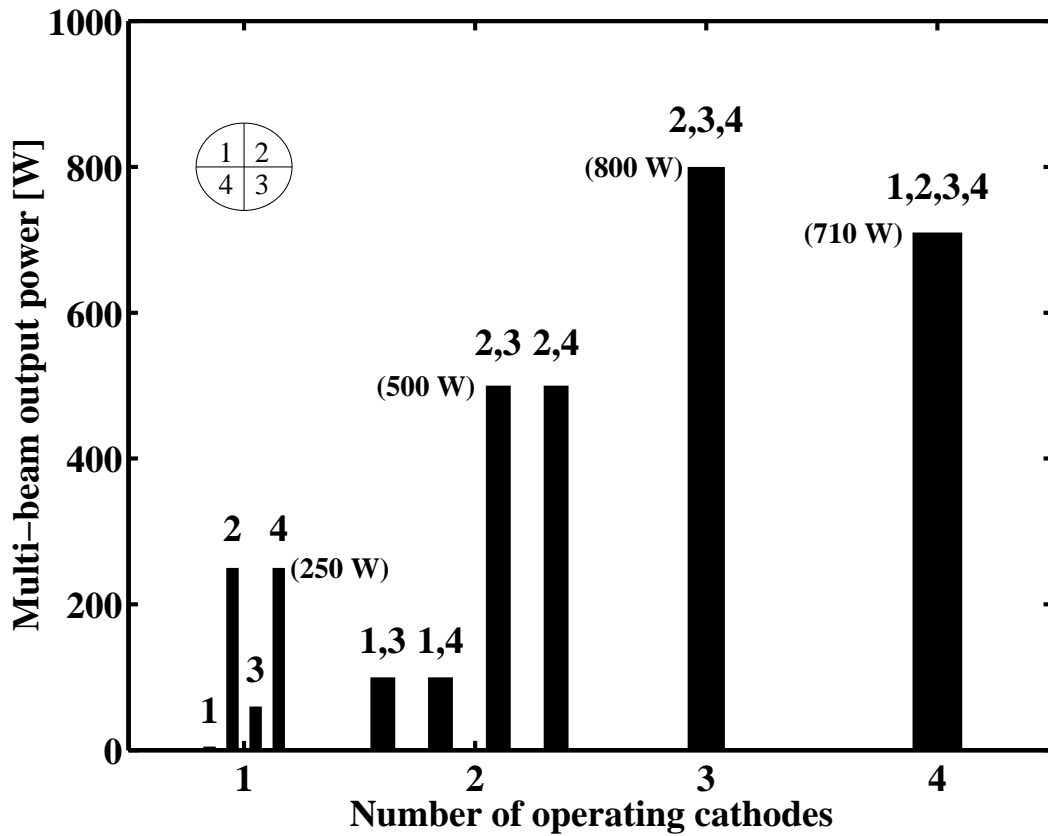 1000
800
600
400
200
0
Multi−beam output power [W]
1 2
4 3
2,3,4
(800 W)
1,2,3,4
(710 W)
2,3 2,4
(500 W)
2 4
(250 W)
1,3 1,4
3
1
1 2 3 4
Number of operating cathodes